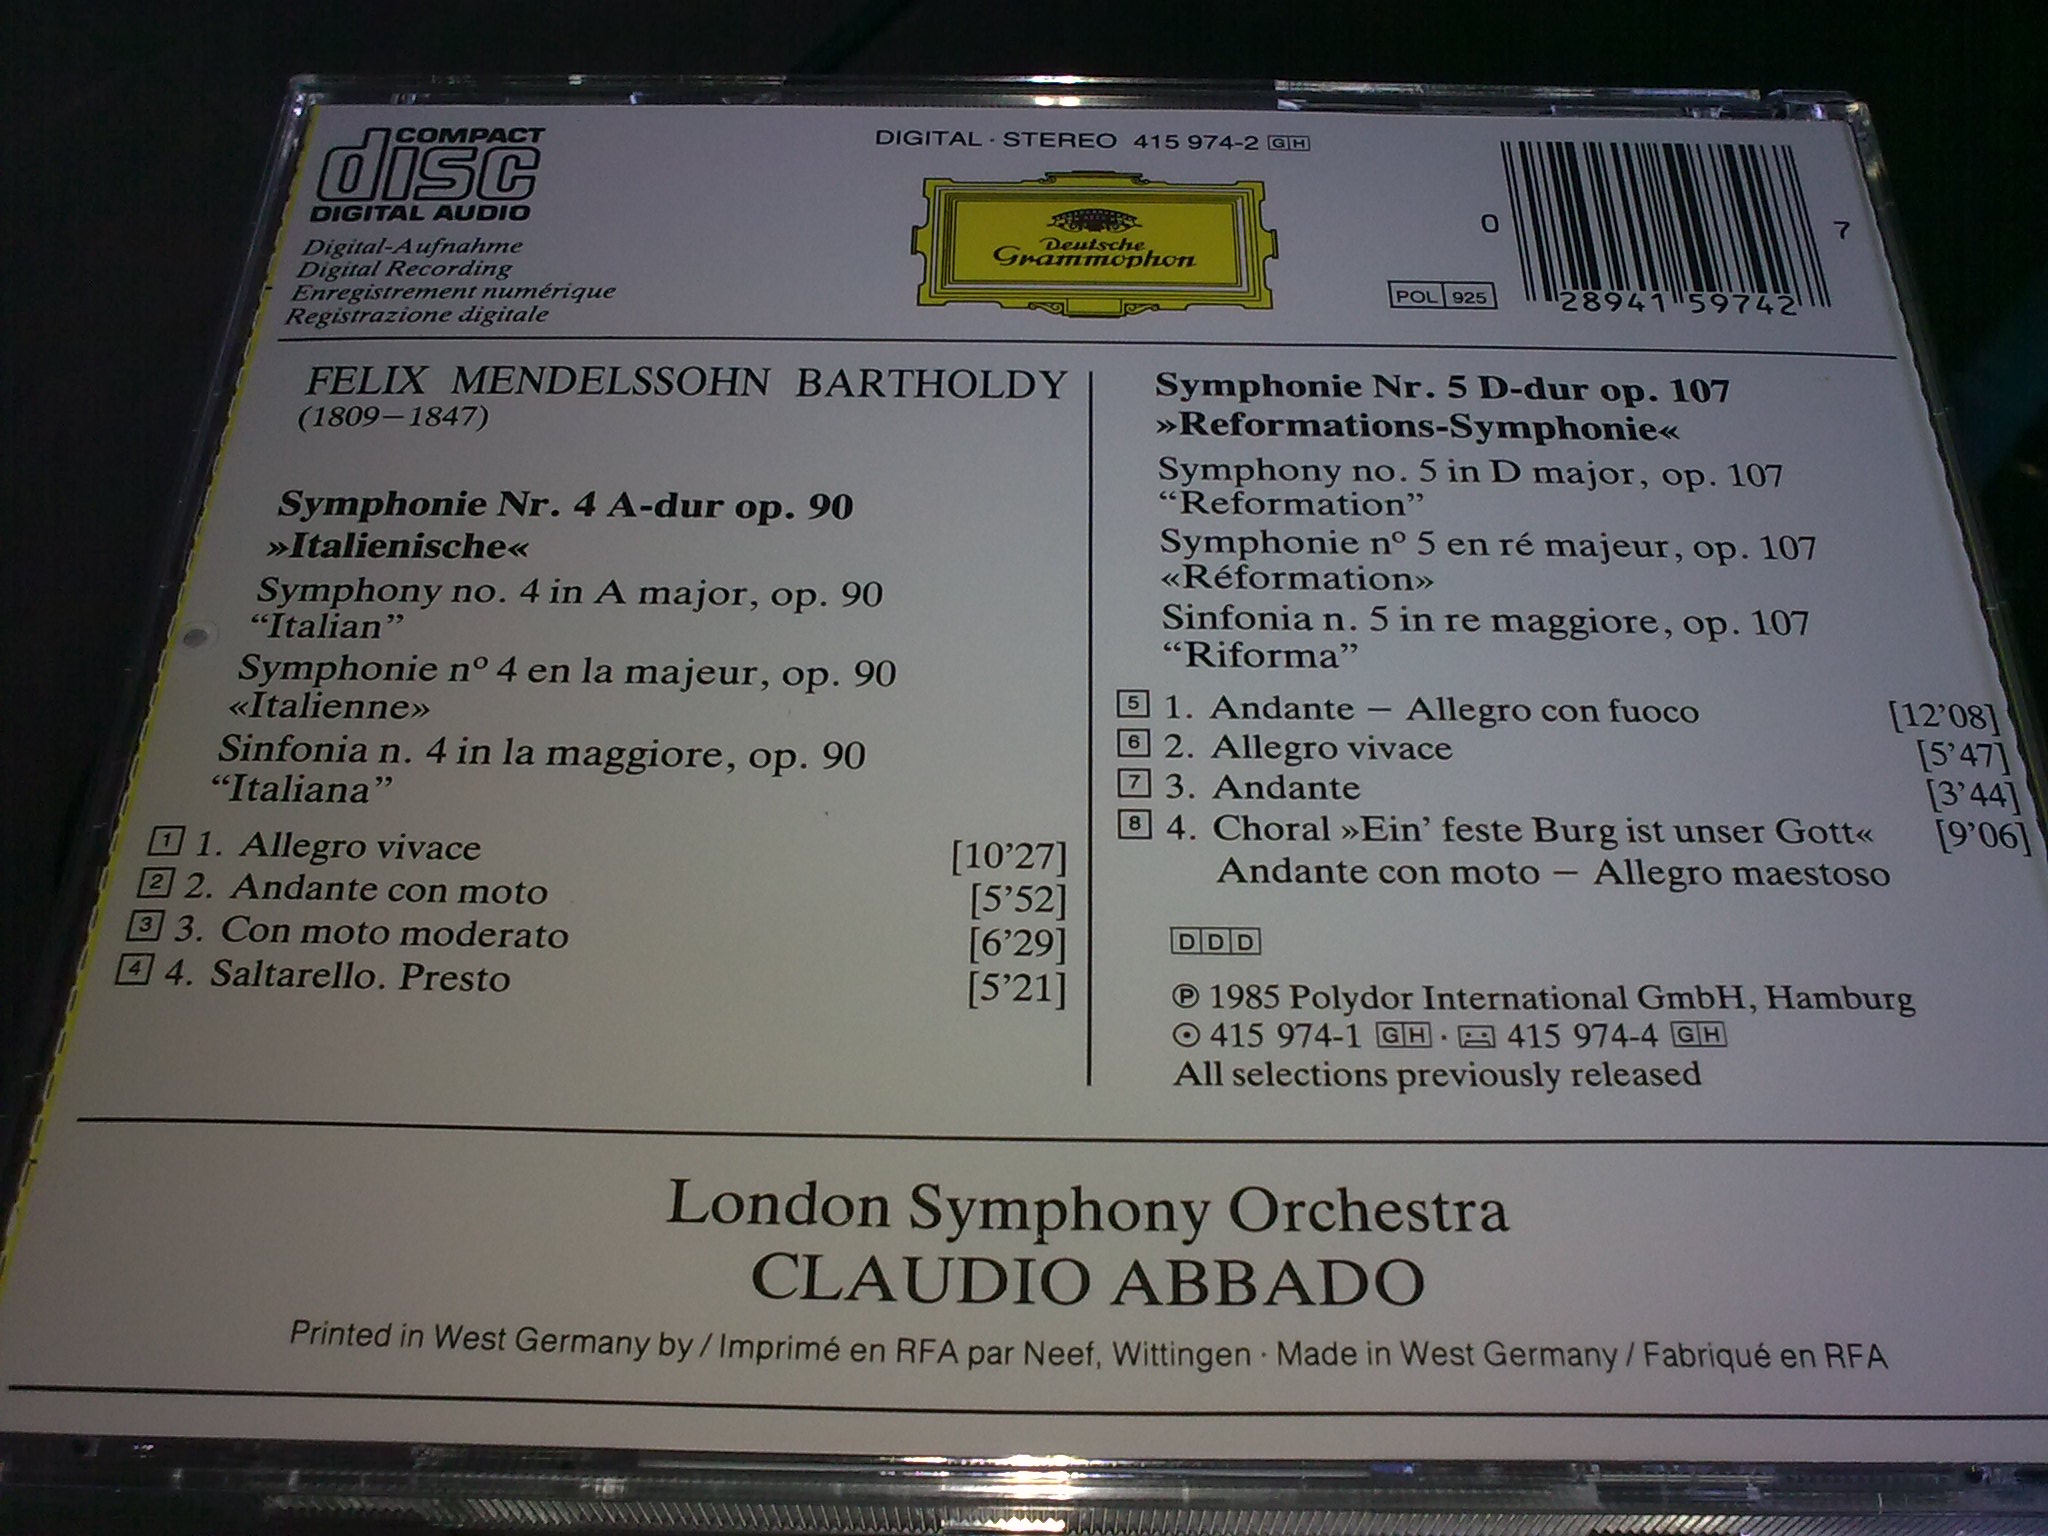 COMPACT
disc
DIGITAL AUDIO
Digital-Aufnahme
Digital Recording
Enregistrement numérique
Registrazione digitale
DIGITAL · STEREO 415 974-2 GH
Deutsche
Grammophon
POL 925
0 28941 59742 7
FELIX MENDELSSOHN BARTHOLDY
(1809–1847)
Symphonie Nr. 4 A-dur op. 90
»Italienische«
Symphony no. 4 in A major, op. 90
“Italian”
Symphonie nº 4 en la majeur, op. 90
«Italienne»
Sinfonia n. 4 in la maggiore, op. 90
“Italiana”
1 1. Allegro vivace [10’27]
2 2. Andante con moto [5’52]
3 3. Con moto moderato [6’29]
4 4. Saltarello. Presto [5’21]
Symphonie Nr. 5 D-dur op. 107
»Reformations-Symphonie«
Symphony no. 5 in D major, op. 107
“Reformation”
Symphonie nº 5 en ré majeur, op. 107
«Réformation»
Sinfonia n. 5 in re maggiore, op. 107
“Riforma”
5 1. Andante – Allegro con fuoco [12’08]
6 2. Allegro vivace [5’47]
7 3. Andante [3’44]
8 4. Choral »Ein’ feste Burg ist unser Gott« [9’06]
Andante con moto – Allegro maestoso
DDD
℗ 1985 Polydor International GmbH, Hamburg
415 974-1 GH · 415 974-4 GH
All selections previously released
London Symphony Orchestra
CLAUDIO ABBADO
Printed in West Germany by / Imprimé en RFA par Neef, Wittingen · Made in West Germany / Fabriqué en RFA